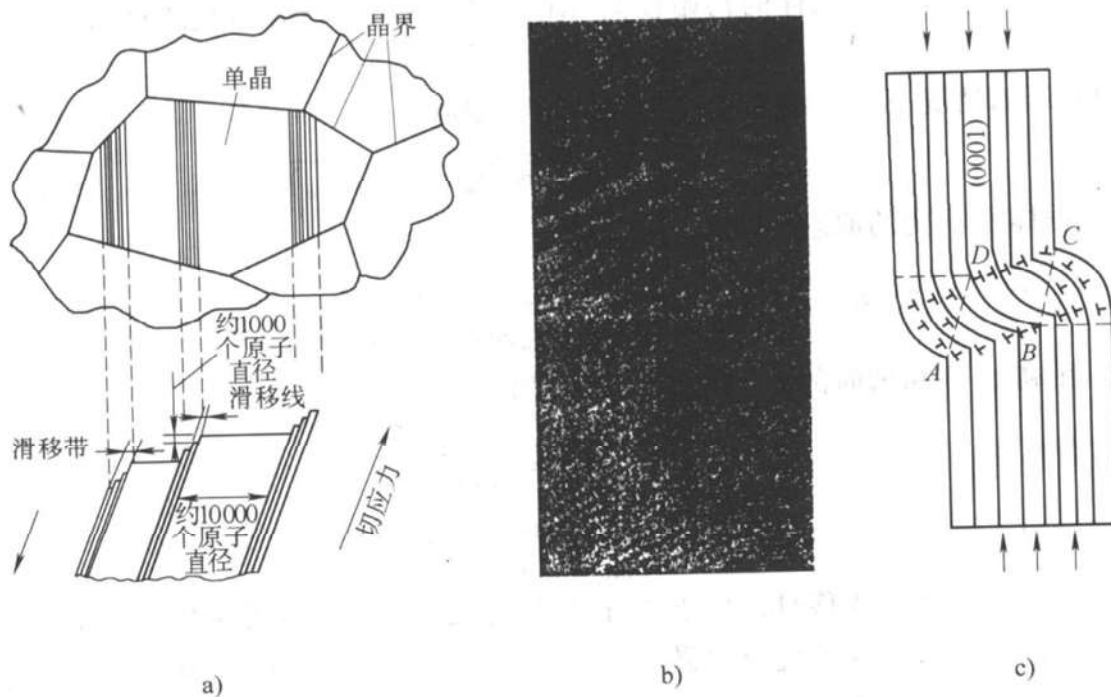 晶界
单晶
约1000
个原子
直径
滑移线
滑移带
约10000
个原子
直径
切应力
a)
b)
(0001)
D
C
B
A
c)